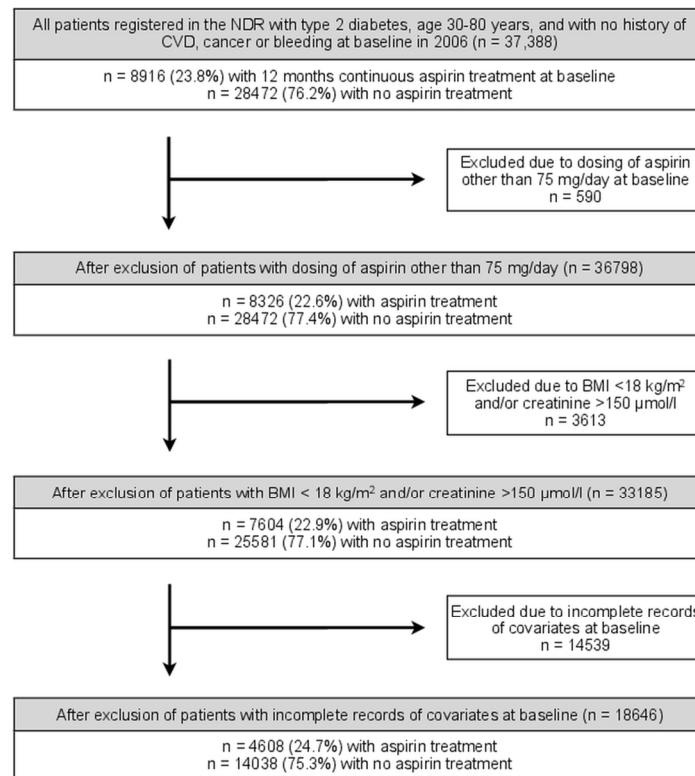 All patients registered in the NDR with type 2 diabetes, age 30-80 years, and with no history of
CVD, cancer or bleeding at baseline in 2006 (n = 37,388)
n = 8916 (23.8%) with 12 months continuous aspirin treatment at baseline
n = 28472 (76.2%) with no aspirin treatment
Excluded due to dosing of aspirin
other than 75 mg/day at baseline
n = 590
After exclusion of patients with dosing of aspirin other than 75 mg/day (n = 36798)
n = 8326 (22.6%) with aspirin treatment
n = 28472 (77.4%) with no aspirin treatment
Excluded due to BMI <18 kg/m²
and/or creatinine >150 µmol/l
n = 3613
After exclusion of patients with BMI < 18 kg/m² and/or creatinine >150 µmol/l (n = 33185)
n = 7604 (22.9%) with aspirin treatment
n = 25581 (77.1%) with no aspirin treatment
Excluded due to incomplete records
of covariates at baseline
n = 14539
After exclusion of patients with incomplete records of covariates at baseline (n = 18646)
n = 4608 (24.7%) with aspirin treatment
n = 14038 (75.3%) with no aspirin treatment